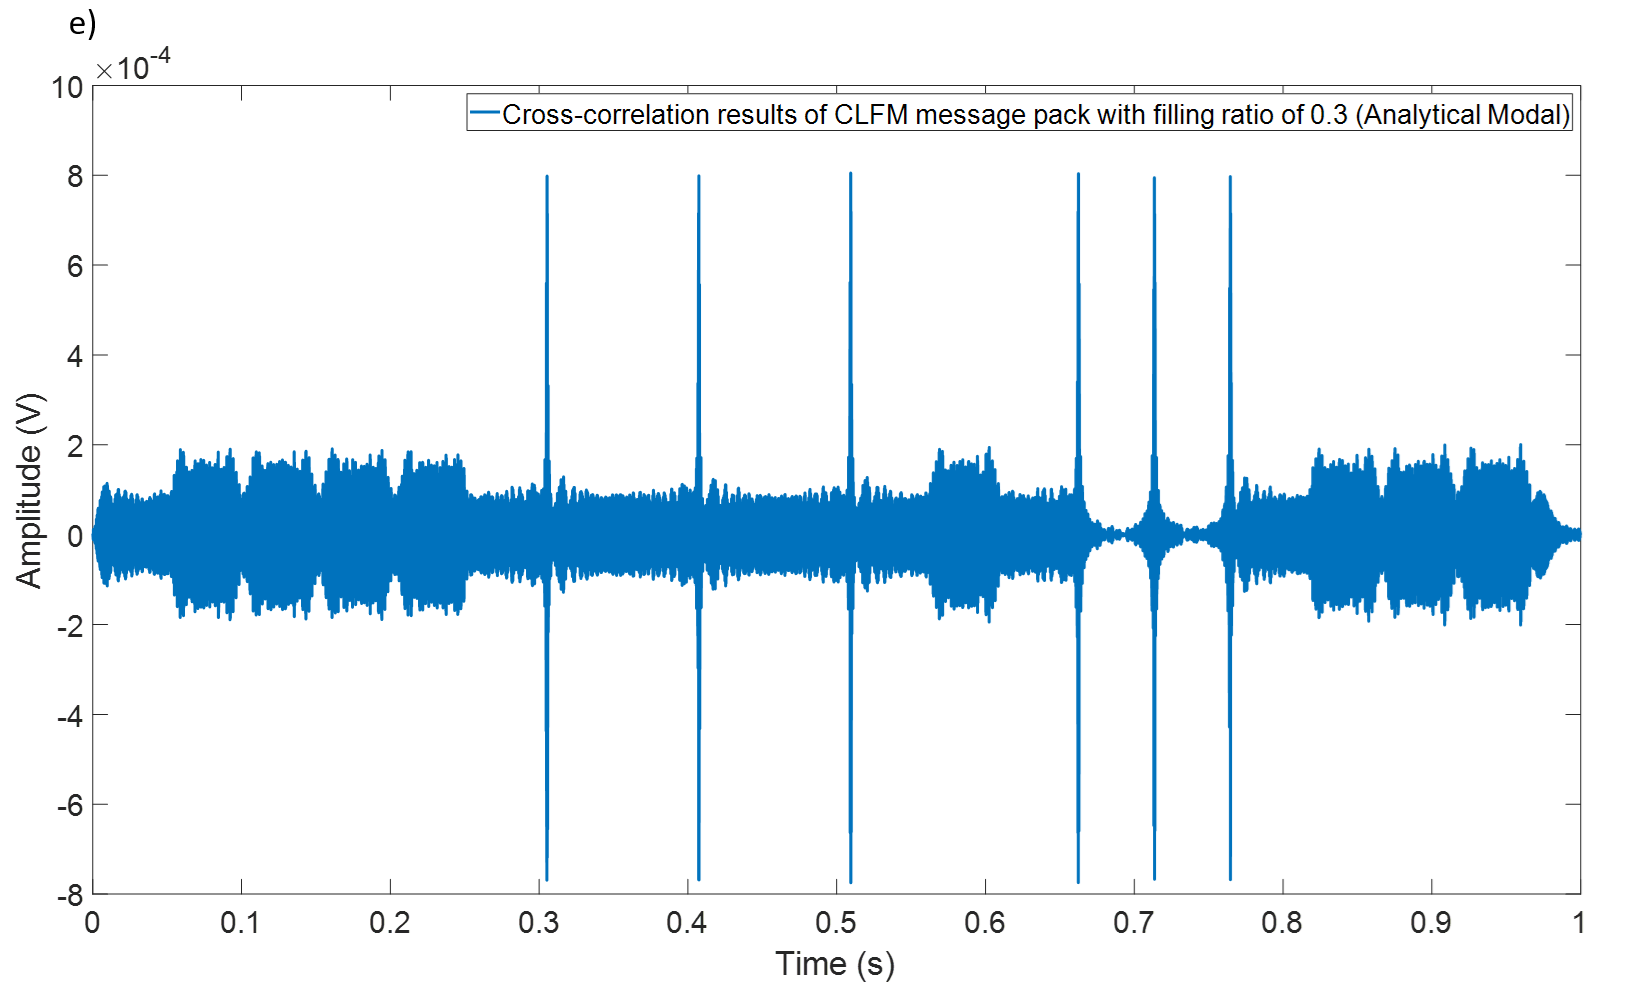 e)
×10-4
Cross-correlation results of CLFM message pack with filling ratio of 0.3 (Analytical Modal)
10
8
6
4
2
0
-2
-4
-6
-8
Amplitude (V)
0 0.1 0.2 0.3 0.4 0.5 0.6 0.7 0.8 0.9 1
Time (s)